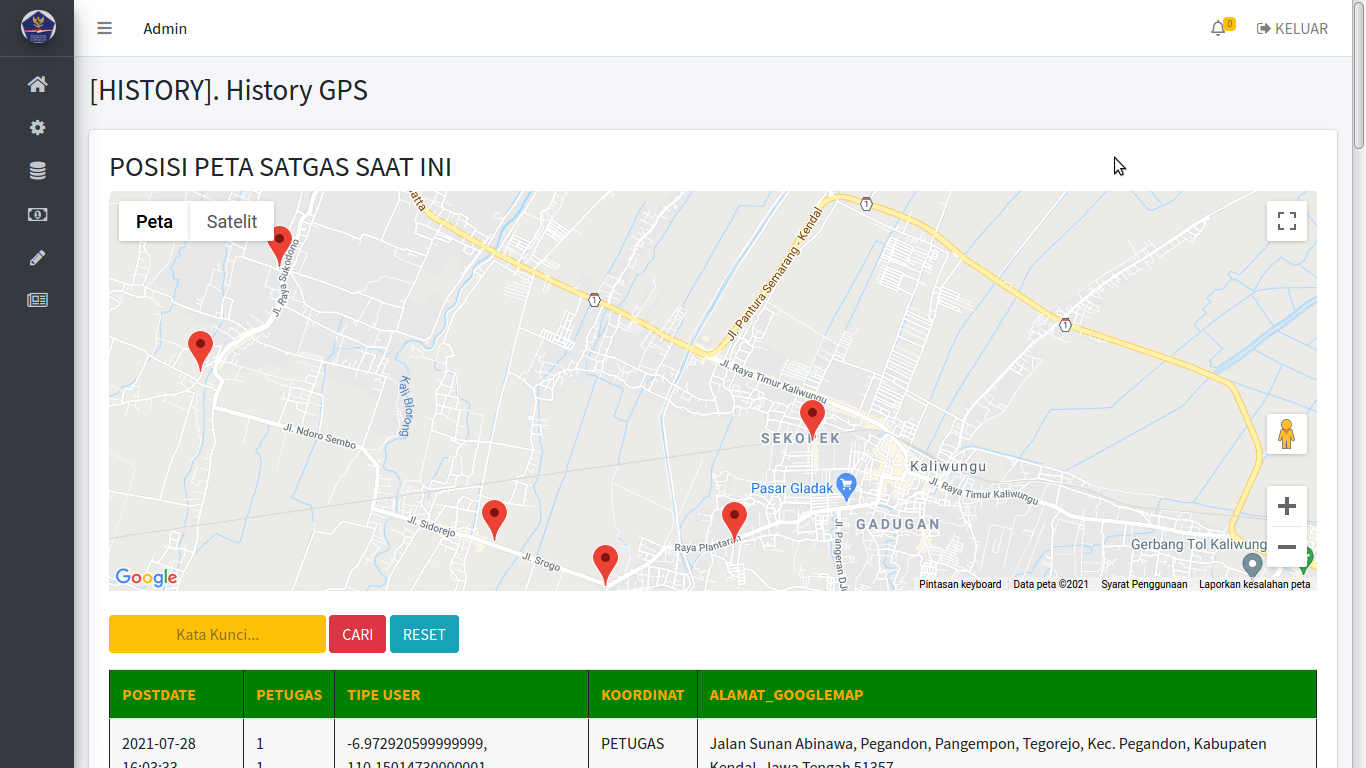 Admin
0
KELUAR
[HISTORY]. History GPS
POSISI PETA SATGAS SAAT INI
Peta
Satelit
Jl. Raya Sukodono
Jl. Pantura Semarang - Kendal
1
1
1
Jl. Raya Timur Kaliwungu
Kali Blorong
Jl. Ndoro Sembo
Kaliwungu
Pasar Gladak
Jl. Raya Timur Kaliwungu
GADUGAN
Jl. Sidorejo
Jl. Srogo
Raya Plantaran
Gerbang Tol Kaliwung
Google
Pintasan keyboard
Data peta ©2021
Syarat Penggunaan
Laporkan kesalahan peta
Kata Kunci...
CARI
RESET
POSTDATE
PETUGAS
TIPE USER
KOORDINAT
ALAMAT_GOOGLEMAP
2021-07-28
16:03:33
1
1
-6.972920599999999,
110.15014730000001
PETUGAS
Jalan Sunan Abinawa, Pegandon, Pangempon, Tegorejo, Kec. Pegandon, Kabupaten
Kendal, Jawa Tengah 51357